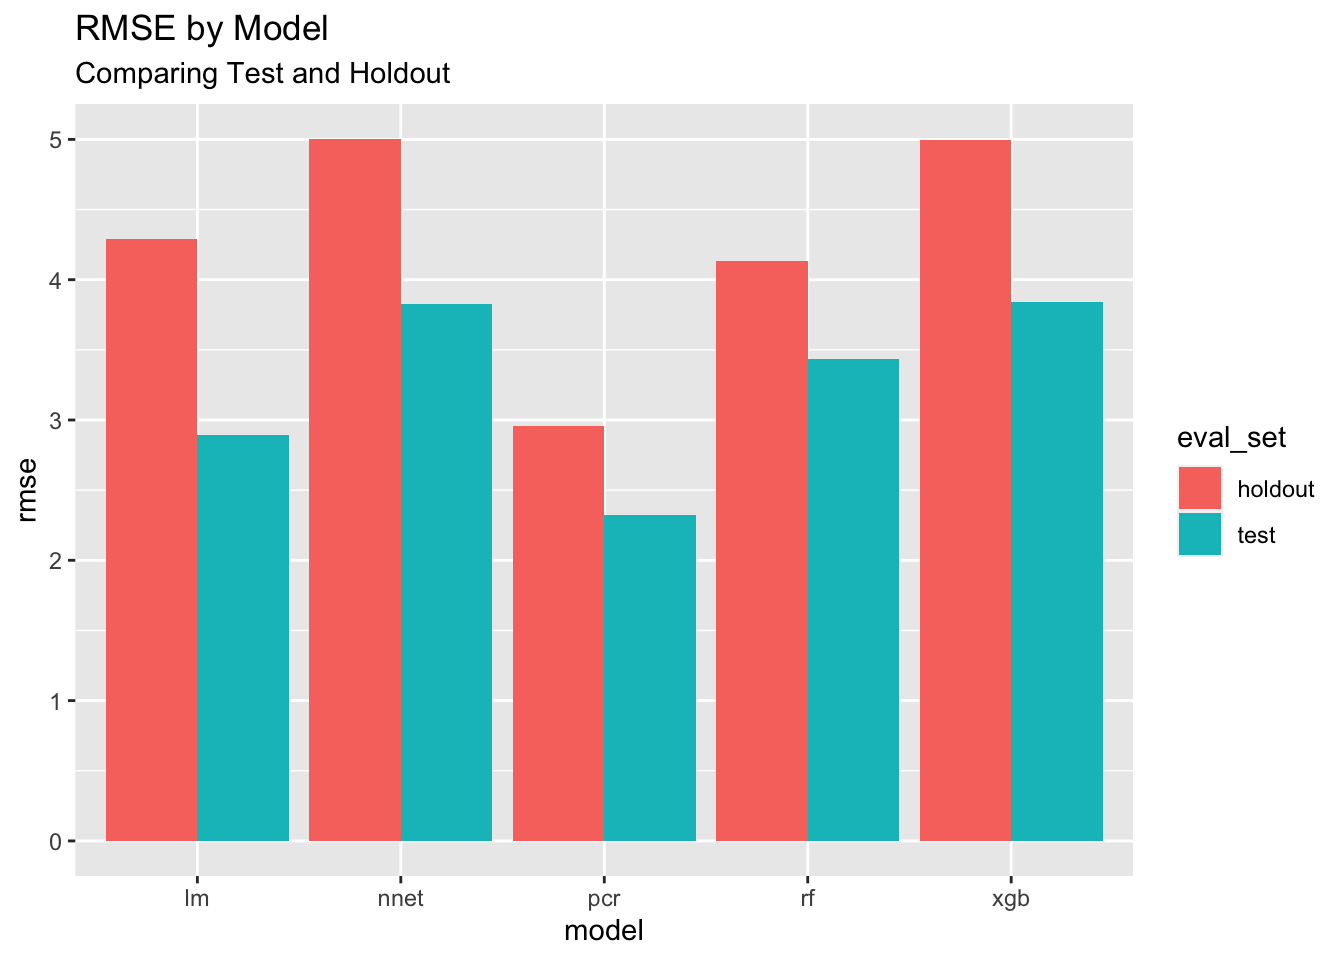 RMSE by Model
Comparing Test and Holdout
5
4
3
2
1
0
rmse
lm nnet pcr rf xgb
model
eval_set
holdout
test